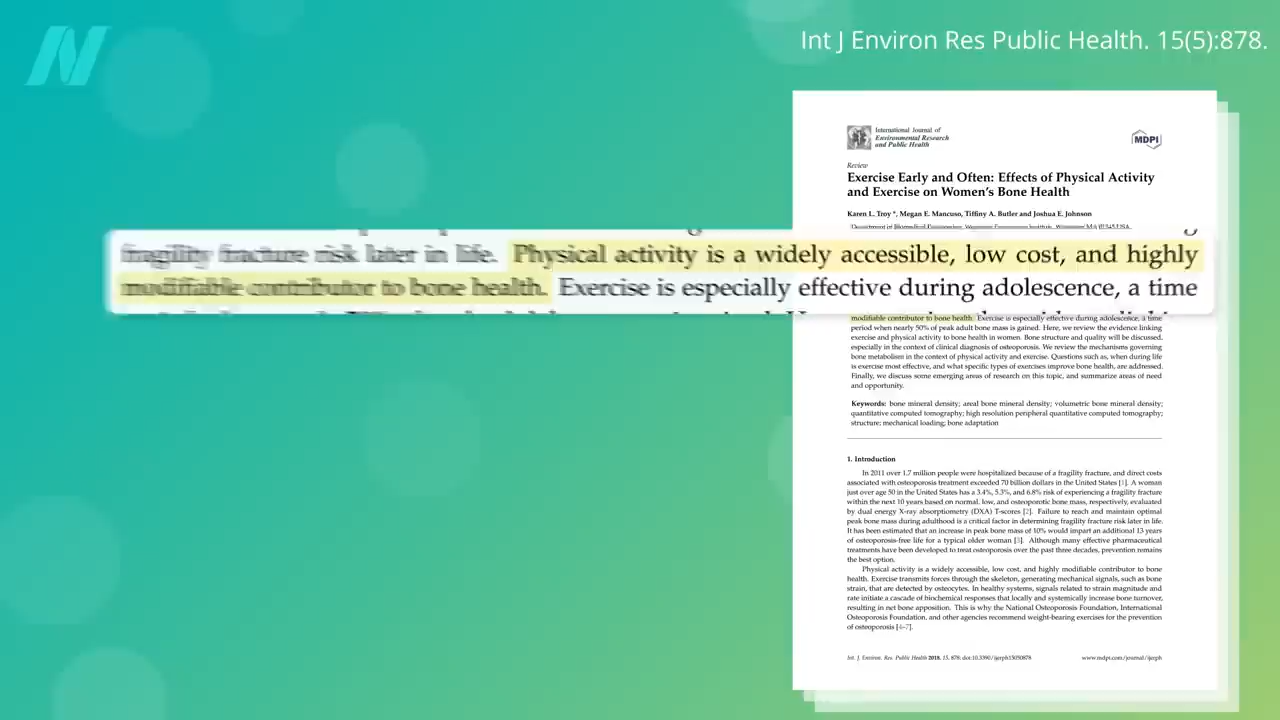 Int J Environ Res Public Health. 15(5):878.
International Journal of
Environmental Research
and Public Health
MDPI
Review
Exercise Early and Often: Effects of Physical Activity
and Exercise on Women's Bone Health
Karen L. Troy *, Megan E. Mancuso, Tiffiny A. Butler and Joshua E. Johnson
fragility fracture risk later in life. Physical activity is a widely accessible, low cost, and highly
modifiable contributor to bone health. Exercise is especially effective during adolescence, a time
modifiable contributor to bone health. Exercise is especially effective during adolescence, a time
period when nearly 50% of peak adult bone mass is gained. Here, we review the evidence linking
exercise and physical activity to bone health in women. Bone structure and quality will be discussed,
especially in the context of clinical diagnosis of osteoporosis. We review the mechanisms governing
bone metabolism in the context of physical activity and exercise. Questions such as, when during life
is exercise most effective, and what specific types of exercises improve bone health, are addressed.
Finally, we discuss some emerging areas of research on this topic, and summarize areas of need
and opportunity.
Keywords: bone mineral density; areal bone mineral density; volumetric bone mineral density;
quantitative computed tomography; high resolution peripheral quantitative computed tomography;
structure; mechanical loading; bone adaptation
1. Introduction
In 2011 over 1.7 million people were hospitalized because of a fragility fracture, and direct costs
associated with osteoporosis treatment exceeded 70 billion dollars in the United States [1]. A woman
just over age 50 in the United States has a 3.4%, 5.3%, and 6.8% risk of experiencing a fragility fracture
within the next 10 years based on normal, low, and osteoporotic bone mass, respectively, evaluated
by dual energy X-ray absorptiometry (DXA) T-scores [2]. Failure to reach and maintain optimal
peak bone mass during adulthood is a critical factor in determining fragility fracture risk later in life.
It has been estimated that an increase in peak bone mass of 10% would impart an additional 13 years
of osteoporosis-free life for a typical older woman [3]. Although many effective pharmaceutical
treatments have been developed to treat osteoporosis over the past three decades, prevention remains
the best option.
Physical activity is a widely accessible, low cost, and highly modifiable contributor to bone
health. Exercise transmits forces through the skeleton, generating mechanical signals, such as bone
strain, that are detected by osteocytes. In healthy systems, signals related to strain magnitude and
rate initiate a cascade of biochemical responses that locally and systemically increase bone turnover,
resulting in net bone apposition. This is why the National Osteoporosis Foundation, International
Osteoporosis Foundation, and other agencies recommend weight-bearing exercises for the prevention
of osteoporosis [4–7].
Int. J. Environ. Res. Public Health 2018, 15, 878; doi:10.3390/ijerph15050878
www.mdpi.com/journal/ijerph